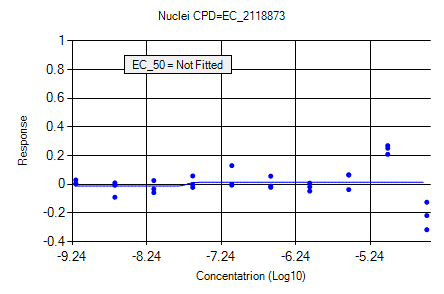 Nuclei CPD=EC_2118873
1
EC_50 = Not Fitted
0.8
0.6
0.4
0.2
0
-0.2
-0.4
Response
-9.24 -8.24 -7.24 -6.24 -5.24
Concentatrion (Log10)